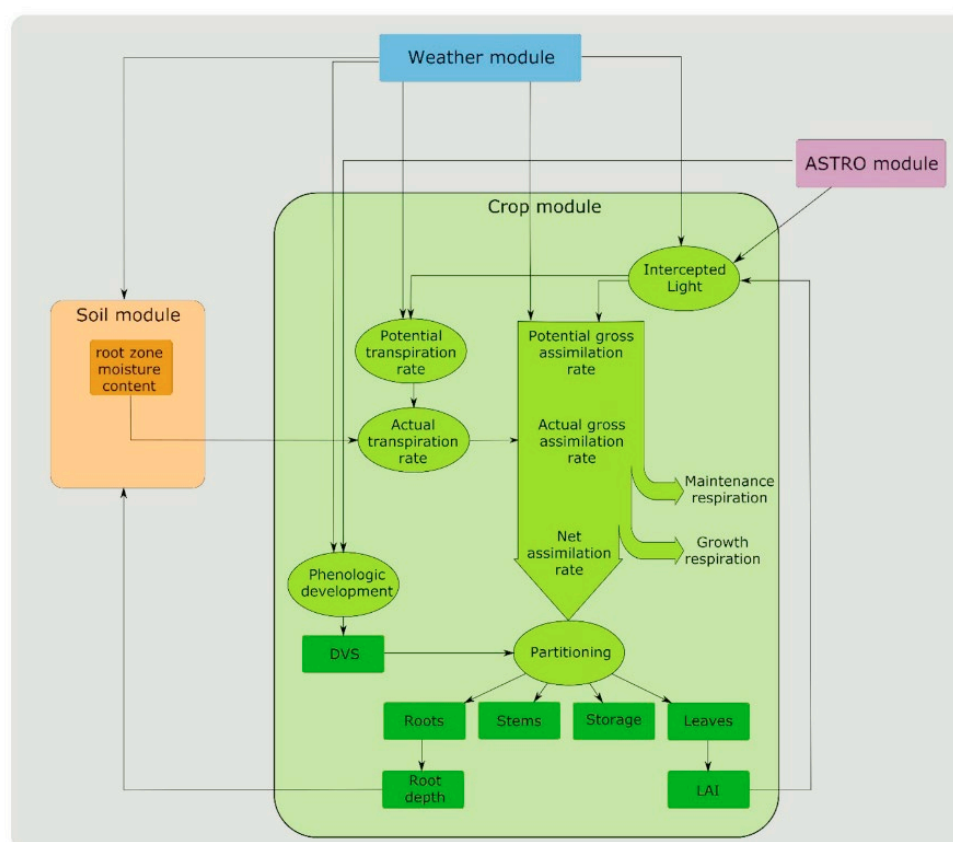 Weather module
ASTRO module
Crop module
Intercepted
Light
Soil module
root zone
moisture
content
Potential
transpiration
rate
Potential gross
assimilation
rate
Actual
transpiration
rate
Actual gross
assimilation
rate
Maintenance
respiration
Net
assimilation
rate
Growth
respiration
Phenologic
development
DVS
Partitioning
Roots
Stems
Storage
Leaves
Root
depth
LAI